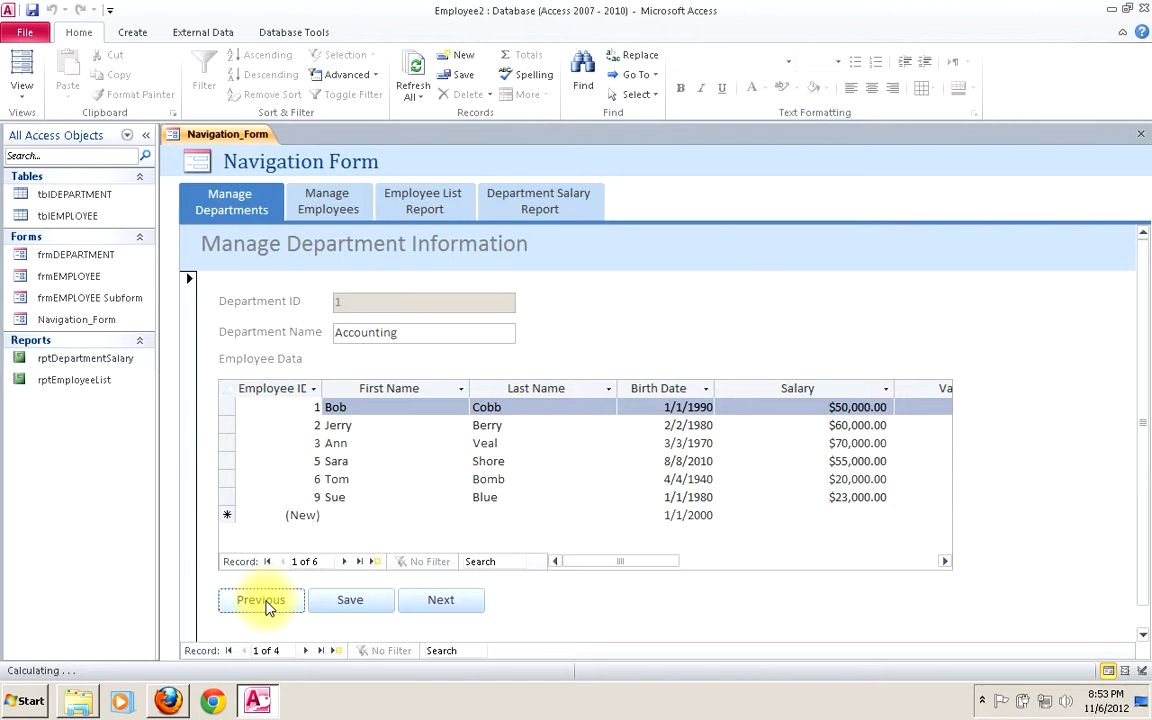 Employee2 : Database (Access 2007 - 2010) - Microsoft Access
File Home Create External Data Database Tools
View
Views
Paste
Cut
Copy
Format Painter
Clipboard
Filter
Ascending
Descending
Remove Sort
Selection
Advanced
Toggle Filter
Sort & Filter
Refresh All
New
Save
Delete
Totals
Spelling
More
Records
Find
Replace
Go To
Select
Find
Text Formatting
All Access Objects
Search...
Tables
tblDEPARTMENT
tblEMPLOYEE
Forms
frmDEPARTMENT
frmEMPLOYEE
frmEMPLOYEE Subform
Navigation_Form
Reports
rptDepartmentSalary
rptEmployeeList
Navigation_Form
Navigation Form
Manage Departments
Manage Employees
Employee List Report
Department Salary Report
Manage Department Information
Department ID 1
Department Name Accounting
Employee Data
Employee ID First Name Last Name Birth Date Salary Va
1 Bob Cobb 1/1/1990 $50,000.00
2 Jerry Berry 2/2/1980 $60,000.00
3 Ann Veal 3/3/1970 $70,000.00
5 Sara Shore 8/8/2010 $55,000.00
6 Tom Bomb 4/4/1940 $20,000.00
9 Sue Blue 1/1/1980 $23,000.00
* (New) 1/1/2000
Record: 1 of 6 No Filter Search
Previous Save Next
Record: 1 of 4 No Filter Search
Calculating . . .
Start
8:53 PM
11/6/2012